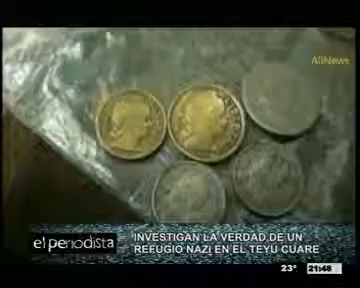 AllNews
el periodista
INVESTIGAN LA VERDAD DE UN
REFUGIO NAZI EN EL TEYU CUARE
23°
21:48